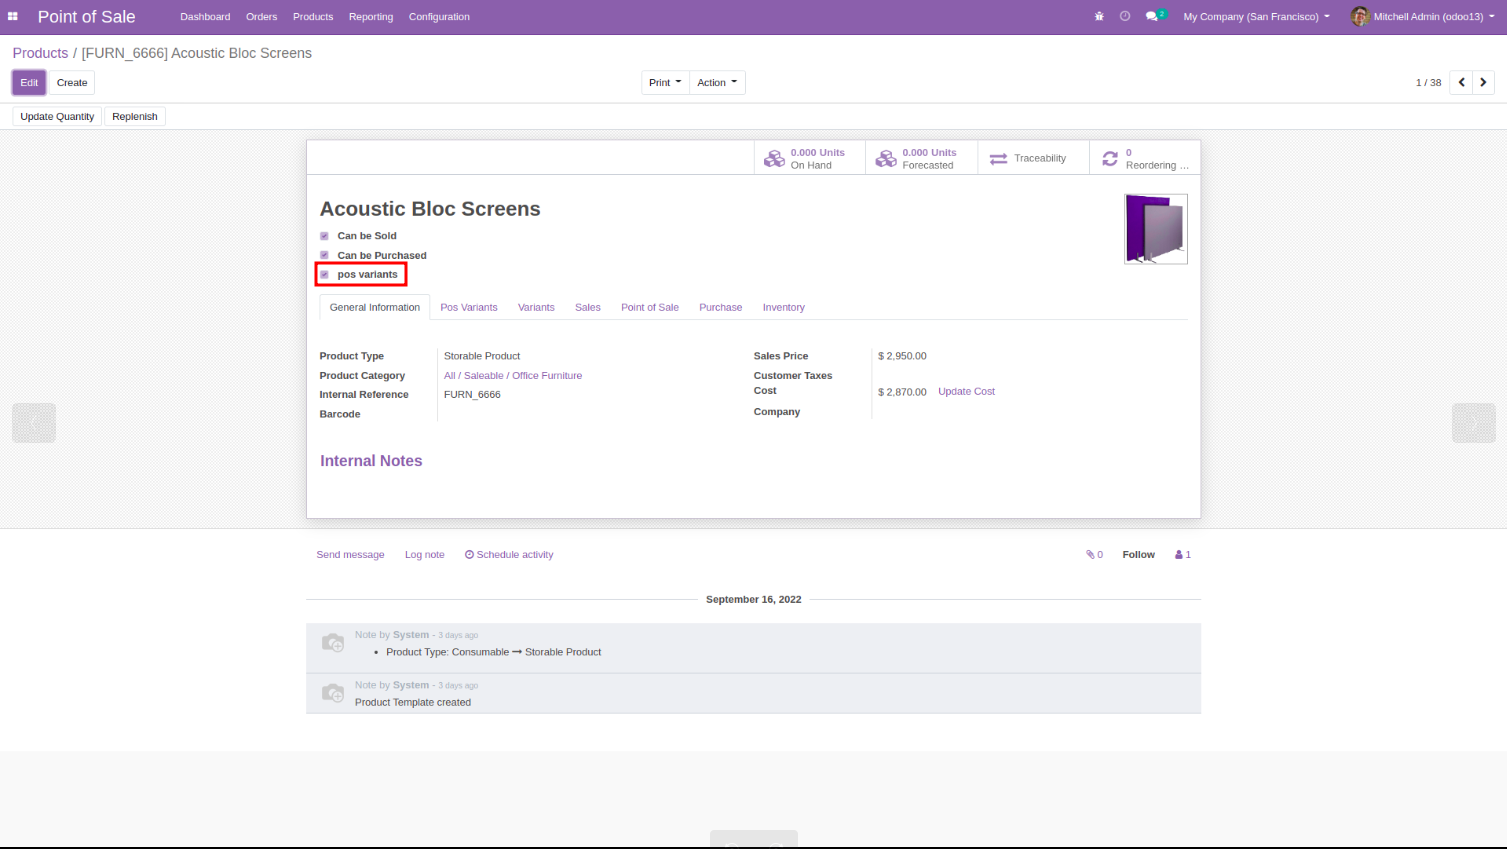 Point of Sale Dashboard Orders Products Reporting Configuration 2 My Company (San Francisco) Mitchell Admin (odoo13)
Products / [FURN_6666] Acoustic Bloc Screens
Edit Create Print Action 1 / 38
Update Quantity Replenish
0.000 Units On Hand
0.000 Units Forecasted
Traceability
0 Reordering ...
Acoustic Bloc Screens
Can be Sold
Can be Purchased
pos variants
General Information Pos Variants Variants Sales Point of Sale Purchase Inventory
Product Type Storable Product
Product Category All / Saleable / Office Furniture
Internal Reference FURN_6666
Barcode
Sales Price $ 2,950.00
Customer Taxes
Cost $ 2,870.00 Update Cost
Company
Internal Notes
Send message Log note Schedule activity 0 Follow 1
September 16, 2022
Note by System - 3 days ago
• Product Type: Consumable → Storable Product
Note by System - 3 days ago
Product Template created